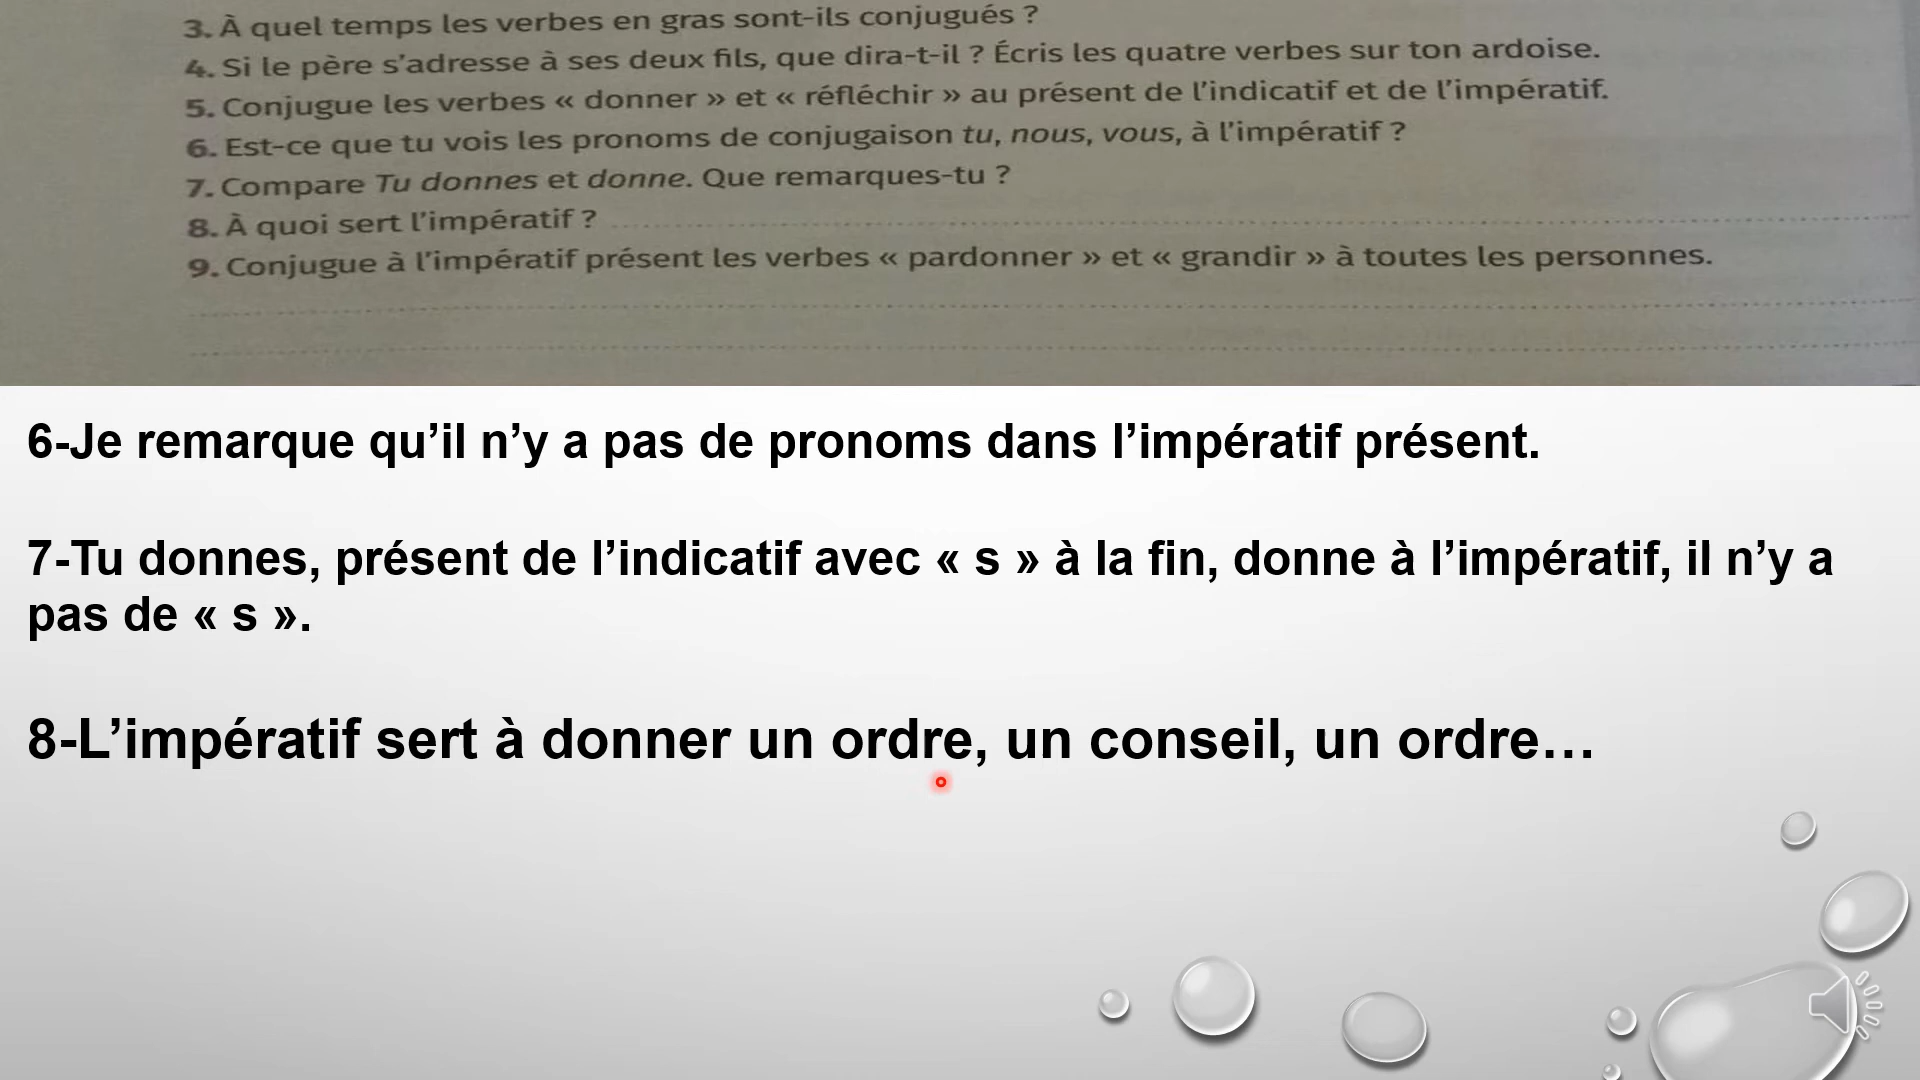 3. À quel temps les verbes en gras sont-ils conjugués ?
4. Si le père s’adresse à ses deux fils, que dira-t-il ? Écris les quatre verbes sur ton ardoise.
5. Conjugue les verbes « donner » et « réfléchir » au présent de l’indicatif et de l’impératif.
6. Est-ce que tu vois les pronoms de conjugaison tu, nous, vous, à l’impératif ?
7. Compare Tu donnes et donne. Que remarques-tu ?
8. À quoi sert l’impératif ?
9. Conjugue à l’impératif présent les verbes « pardonner » et « grandir » à toutes les personnes.
6-Je remarque qu’il n’y a pas de pronoms dans l’impératif présent.
7-Tu donnes, présent de l’indicatif avec « s » à la fin, donne à l’impératif, il n’y a
pas de « s ».
8-L’impératif sert à donner un ordre, un conseil, un ordre…